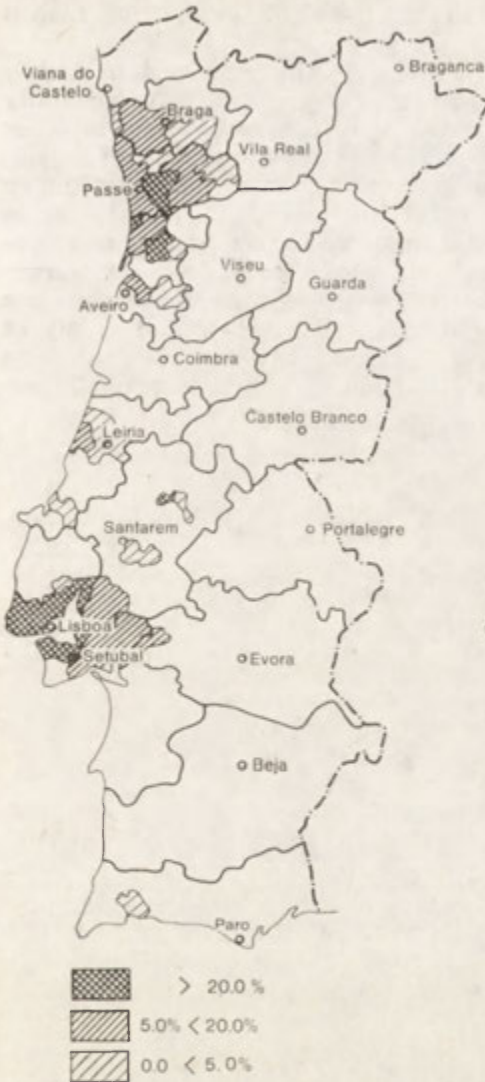 Viana do
Castelo
Braganca
Braga
Vila Real
Passe
Viseu
Guarda
Aveiro
Coimbra
Castelo Branco
Leiria
Santarem
Portalegre
Lisboa
Setubal
Evora
Beja
Paro
> 20.0 %
5.0% < 20.0%
0.0 < 5.0%